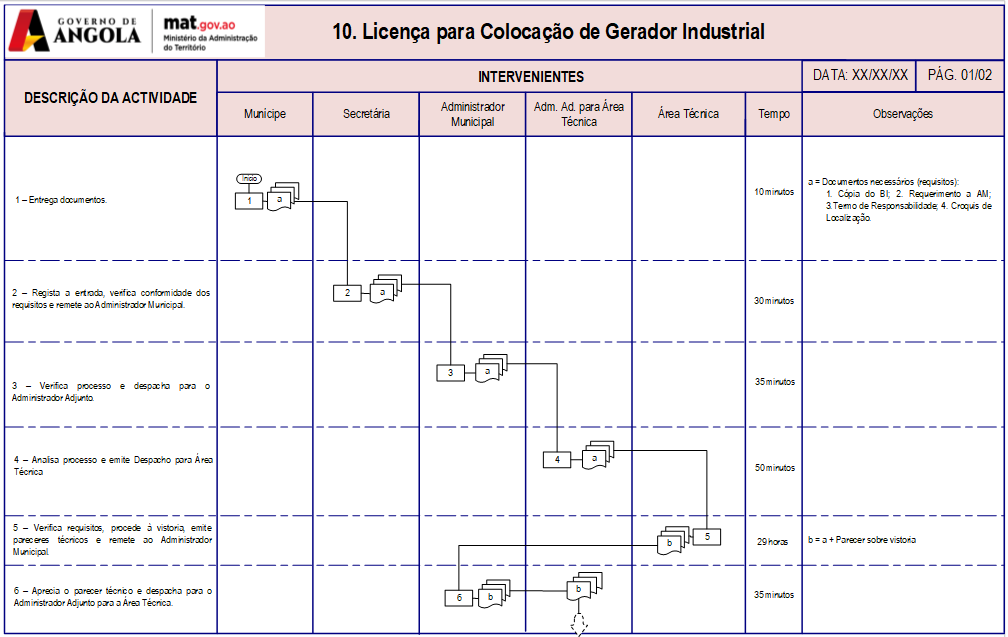 GOVERNO DE
ANGOLA
mat.gov.ao
Ministério da Administração
do Território
10. Licença para Colocação de Gerador Industrial
DESCRIÇÃO DA ACTIVIDADE
INTERVENIENTES
DATA: XX/XX/XX
PÁG. 01/02
Municipe
Secretária
Administrador
Municipal
Adm. Ad. para Área
Técnica
Área Técnica
Tempo
Observações
1 – Entrega documentos.
Início
1
a
10 minutos
a = Documentos necessários (requisitos):
1. Cópia do BI; 2. Requerimento a AM;
3.Termo de Responsabilidade; 4. Croquis de
Localização.
2 – Regista a entrada, verifica conformidade dos
requisitos e remete ao Administrador Municipal.
2
a
30 minutos
3 – Verifica processo e despacha para o
Administrador Adjunto.
3
a
35 minutos
4 – Analisa processo e emite Despacho para Área
Técnica
4
a
50 minutos
5 – Verifica requisitos, procede à vistoria, emite
pareceres técnicos e remete ao Administrador
Municipal.
b
5
29 horas
b = a + Parecer sobre vistoria
6 – Aprecia o parecer técnico e despacha para o
Administrador Adjunto para a Área Técnica.
6
b
b
35 minutos